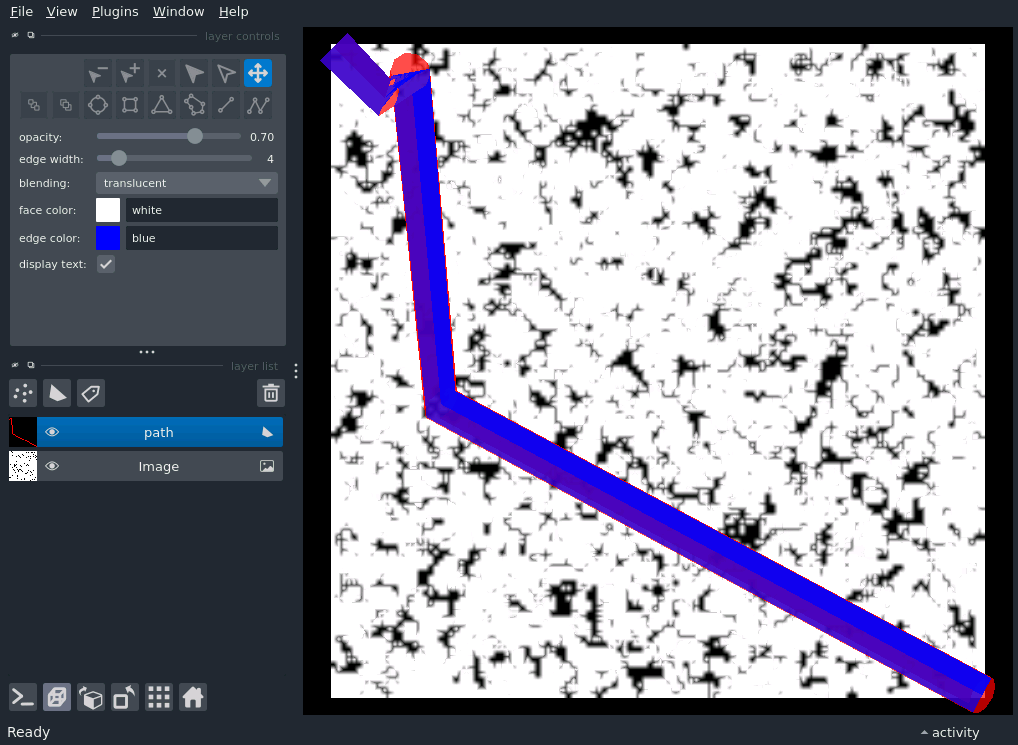 File View Plugins Window Help
layer controls
opacity: 0.70
edge width: 4
blending: translucent
face color: white
edge color: blue
display text:
layer list
path
Image
Ready activity